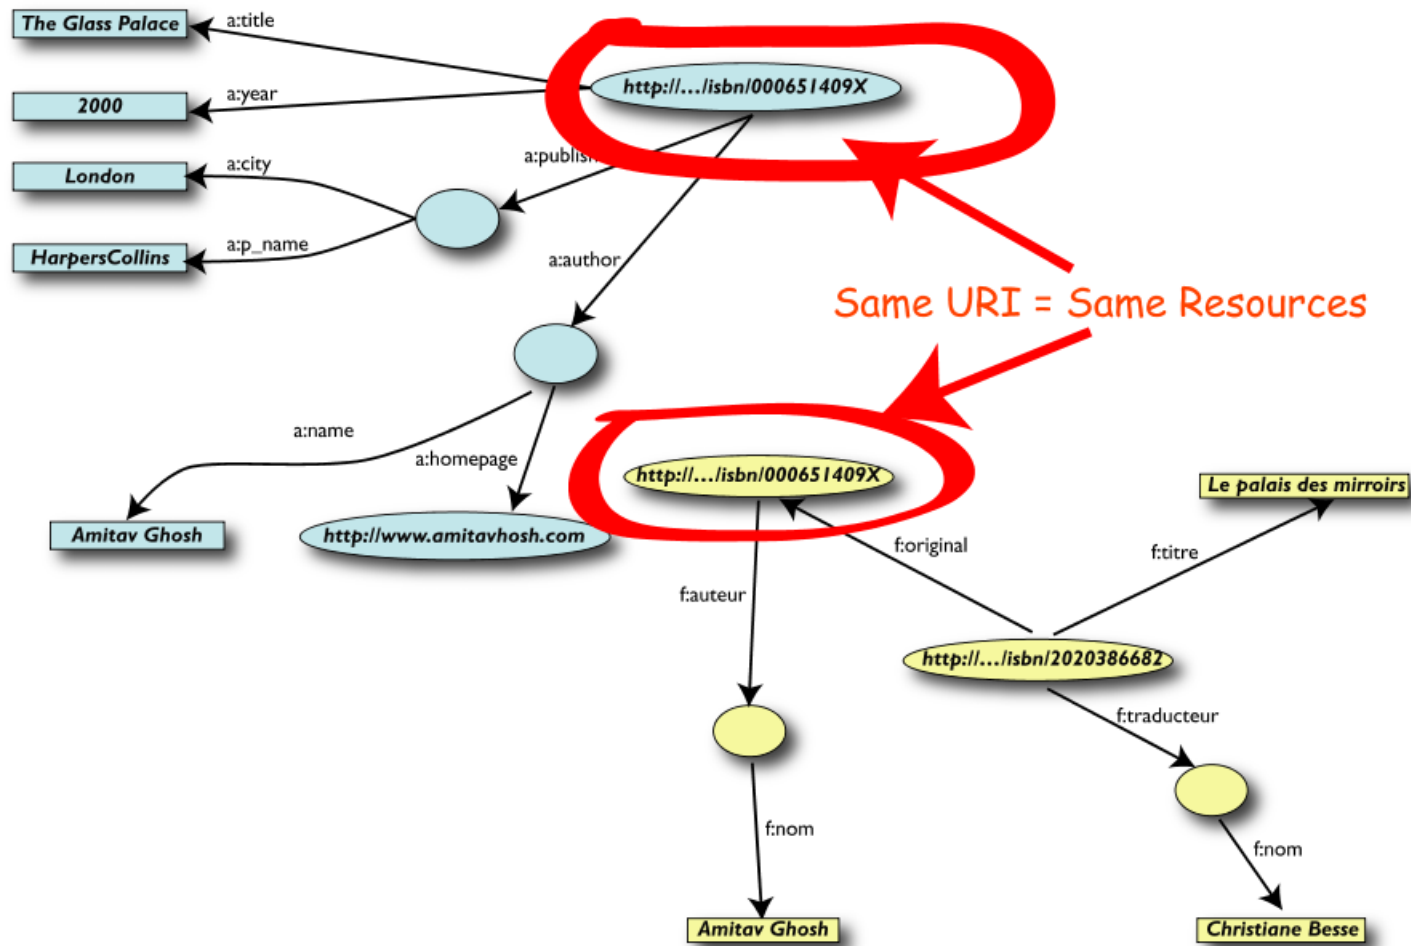 The Glass Palace
a:title
http://.../isbn/000651409X
a:year
2000
a:publish
a:city
London
a:p_name
HarpersCollins
a:author
Same URI = Same Resources
a:name
a:homepage
http://.../isbn/000651409X
Le palais des mirroirs
Amitav Ghosh
http://www.amitavhosh.com
f:original
f:titre
f:auteur
http://.../isbn/2020386682
f:traducteur
f:nom
f:nom
Amitav Ghosh
Christiane Besse